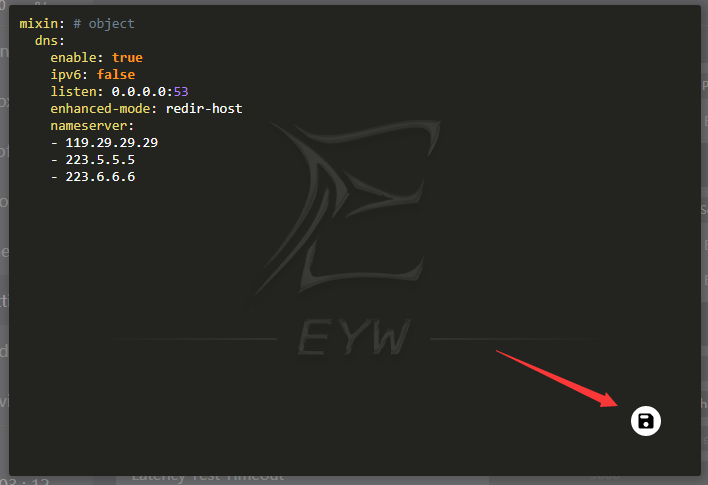 mixin: # object
dns:
enable: true
ipv6: false
listen: 0.0.0.0:53
enhanced-mode: redir-host
nameserver:
- 119.29.29.29
- 223.5.5.5
- 223.6.6.6
EYW
Latency Test Timeout